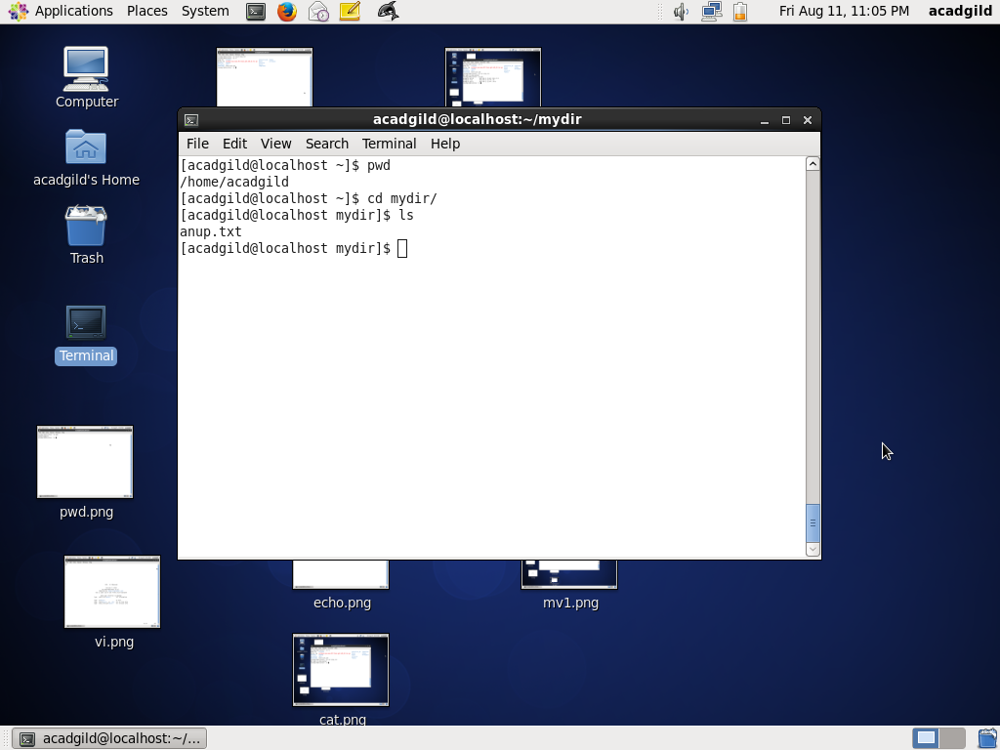 Applications Places System
Fri Aug 11, 11:05 PM acadgild
Computer
acadgild's Home
Trash
Terminal
pwd.png
vi.png
acadgild@localhost:~/mydir
File Edit View Search Terminal Help
[acadgild@localhost ~]$ pwd
/home/acadgild
[acadgild@localhost ~]$ cd mydir/
[acadgild@localhost mydir]$ ls
anup.txt
[acadgild@localhost mydir]$
echo.png
mv1.png
cat.png
acadgild@localhost:~/...